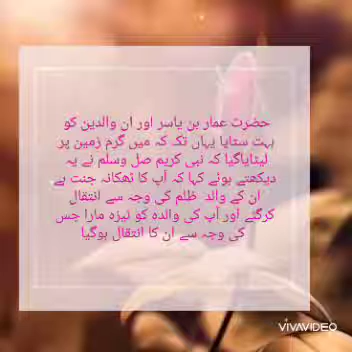 حضرت عمار بن یاسر اور ان والدین کو
بہت ستایا یہاں تک کہ میں گرم زمین پر
لیٹایاگیا کہ نبی کریم صل وسلم نے یہ
دیکھتے ہوئے کہا کہ آپ کا ٹھکانہ جنت ہے
ان کے والد ظلم کی وجہ سے انتقال
کرگئے اور آپ کی والدہ کو نیزہ مارا جس
کی وجہ سے ان کا انتقال ہوگیا
VIVAVIDEO